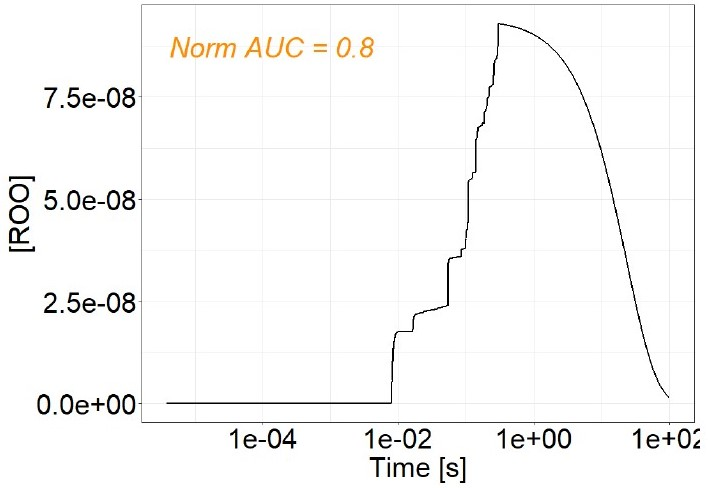 Norm AUC = 0.8
7.5e-08
5.0e-08
2.5e-08
0.0e+00
[ROO]
1e-04 1e-02 1e+00 1e+02
Time [s]